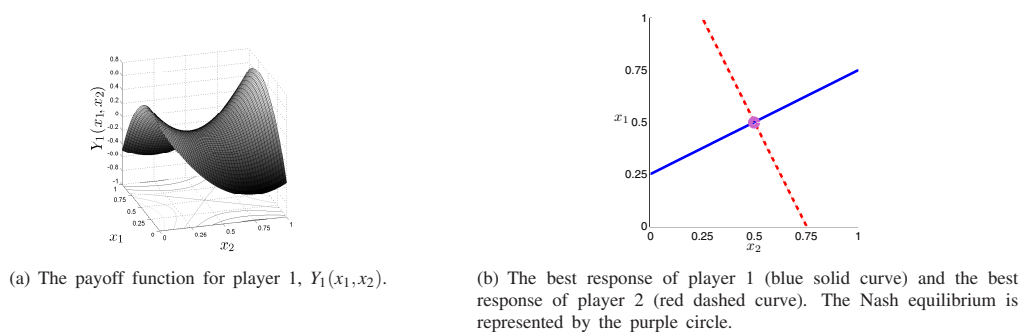 0.8
0.6
0.4
0.2
0
-0.2
-0.4
-0.0
-0.8
-1
Y₁(x₁, x₂)
1
0.75
0.5
0.25
0
x₁
0
0.25
0.5
0.75
1
x₂
1
0.75
x₁ 0.5
0.25
0
0 0.25 0.5 0.75 1
x₂
(a) The payoff function for player 1, Y₁(x₁,x₂).
(b) The best response of player 1 (blue solid curve) and the best
response of player 2 (red dashed curve). The Nash equilibrium is
represented by the purple circle.